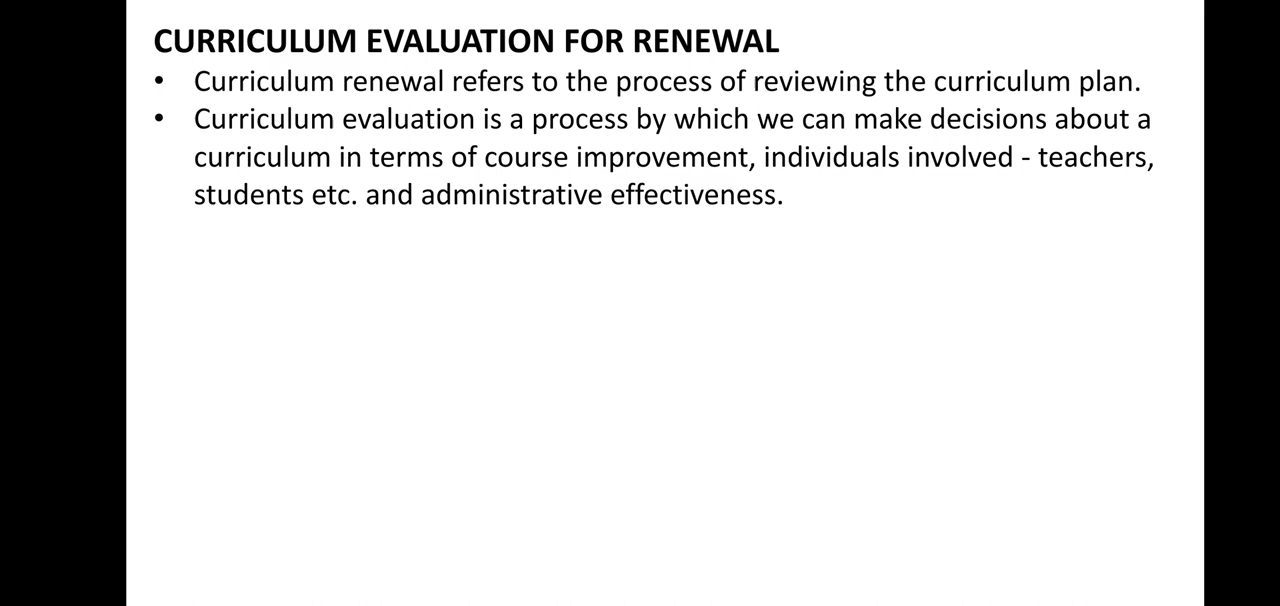 CURRICULUM EVALUATION FOR RENEWAL
• Curriculum renewal refers to the process of reviewing the curriculum plan.
• Curriculum evaluation is a process by which we can make decisions about a
curriculum in terms of course improvement, individuals involved - teachers,
students etc. and administrative effectiveness.